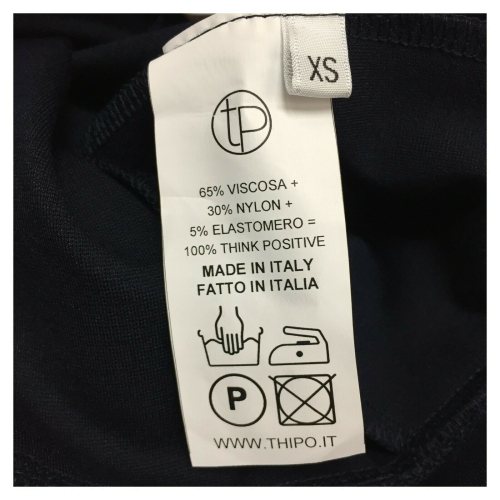 XS
tp
65% VISCOSA +
30% NYLON +
5% ELASTOMERO =
100% THINK POSITIVE
MADE IN ITALY
FATTO IN ITALIA
P
WWW.THIPO.IT